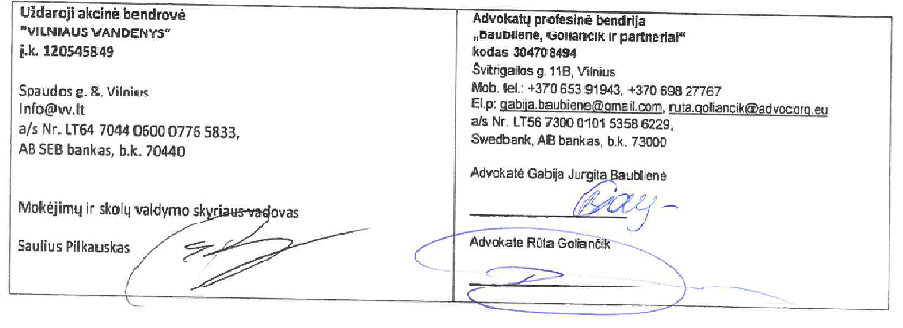 Uždaroji akcinė bendrovė
"VILNIAUS VANDENYS"
į.k. 120545849
Spaudos g. 8, Vilnius
Info@vv.lt
a/s Nr. LT64 7044 0600 0776 5833,
AB SEB bankas, b.k. 70440
Mokėjimų ir skolų valdymo skyriaus vadovas
Saulius Pilkauskas
Advokatų profesinė bendrija
„Baublienė, Goliančik ir partneriai“
kodas 304708494
Švitrigailos g. 11B, Vilnius
Mob. tel.: +370 653 91943, +370 698 27767
El.p: gabija.baubiene@gmail.com, ruta.goliancik@advocorg.eu
a/s Nr. LT56 7300 0101 5358 6229,
Swedbank, AB bankas, b.k. 73000
Advokatė Gabija Jurgita Baublienė
Advokate Rūta Goliančik